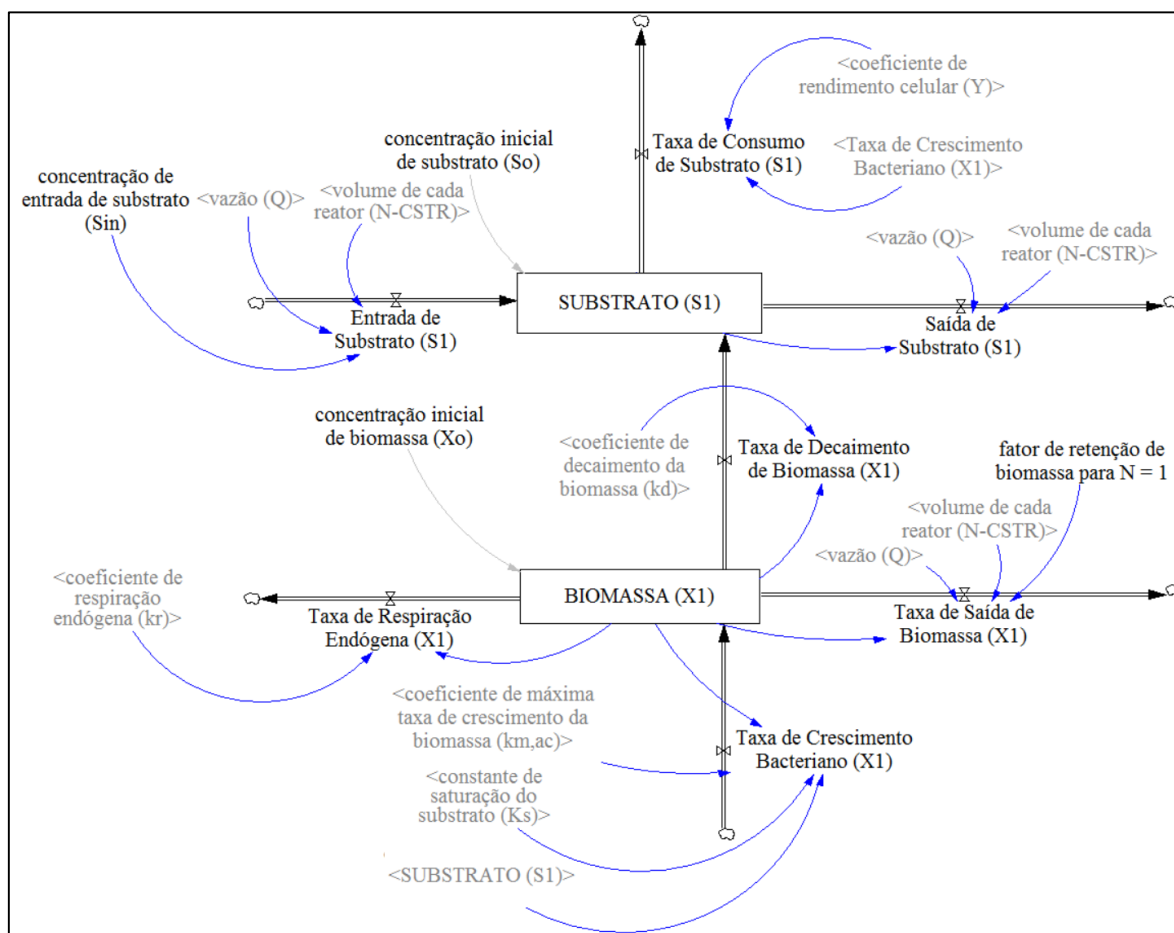 <coeficiente de
rendimento celular (Y)>
concentração inicial
de substrato (So)
Taxa de Consumo
de Substrato (S1)
<Taxa de Crescimento
Bacteriano (X1)>
concentração de
entrada de substrato
(Sin)
<vazão (Q)>
<volume de cada
reator (N-CSTR)>
<vazão (Q)>
<volume de cada
reator (N-CSTR)>
SUBSTRATO (S1)
Entrada de
Substrato (S1)
Saída de
Substrato (S1)
concentração inicial
de biomassa (Xo)
<coeficiente de
decaimento da
biomassa (kd)>
Taxa de Decaimento
de Biomassa (X1)
fator de retenção de
biomassa para N = 1
<volume de cada
reator (N-CSTR)>
<vazão (Q)>
<coeficiente de
respiração
endógena (kr)>
BIOMASSA (X1)
Taxa de Respiração
Endógena (X1)
Taxa de Saída de
Biomassa (X1)
<coeficiente de máxima
taxa de crescimento da
biomassa (km,ac)>
Taxa de Crescimento
Bacteriano (X1)
<constante de
saturação do
substrato (Ks)>
<SUBSTRATO (S1)>